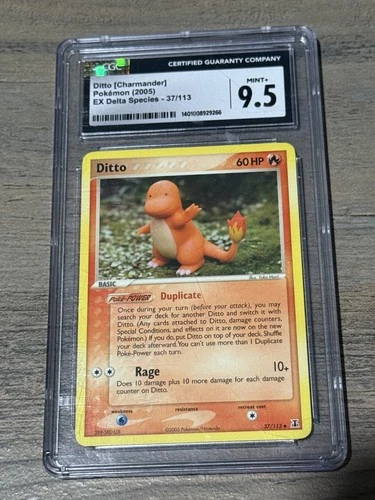 CGC
CERTIFIED GUARANTY COMPANY
Ditto [Charmander]
Pokémon (2005)
EX Delta Species - 37/113
MINT+
9.5
1401008929266
Ditto
60 HP
BASIC
Poké-POWER Duplicate
Once during your turn (before your attack), you may
search your deck for another Ditto and switch it with
Ditto. (Any cards attached to Ditto, damage counters,
Special Conditions, and effects on it are now on the new
Pokémon.) If you do, put Ditto on top of your deck. Shuffle
your deck afterward. You can't use more than 1 Duplicate
Poké-Power each turn.
Rage 10+
Does 10 damage plus 10 more damage for each damage
counter on Ditto.
weakness resistance retreat cost
©2005 Pokémon/Nintendo
37/113